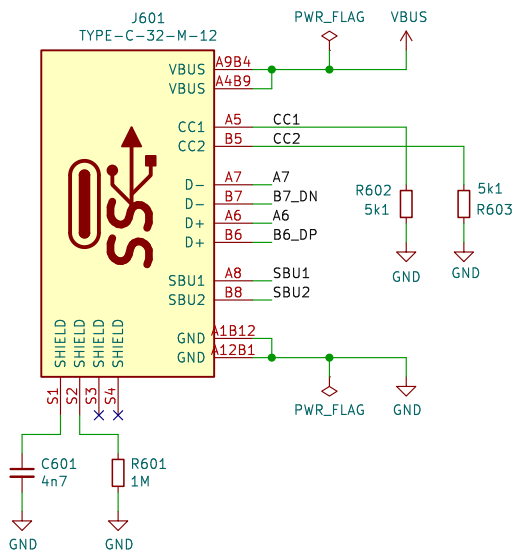 J601
TYPE-C-32-M-12
PWR_FLAG
VBUS
VBUS A9B4
VBUS A4B9
CC1 A5 CC1
CC2 B5 CC2
D- A7 A7
D- B7 B7_DN
D+ A6 A6
D+ B6 B6_DP
R602
5k1
5k1
R603
GND
GND
SS
SBU1 A8 SBU1
SBU2 B8 SBU2
GND A1B12
GND A12B1
SHIELD
SHIELD
SHIELD
SHIELD
S1
S2
S3
S4
PWR_FLAG
GND
C601
4n7
R601
1M
GND
GND